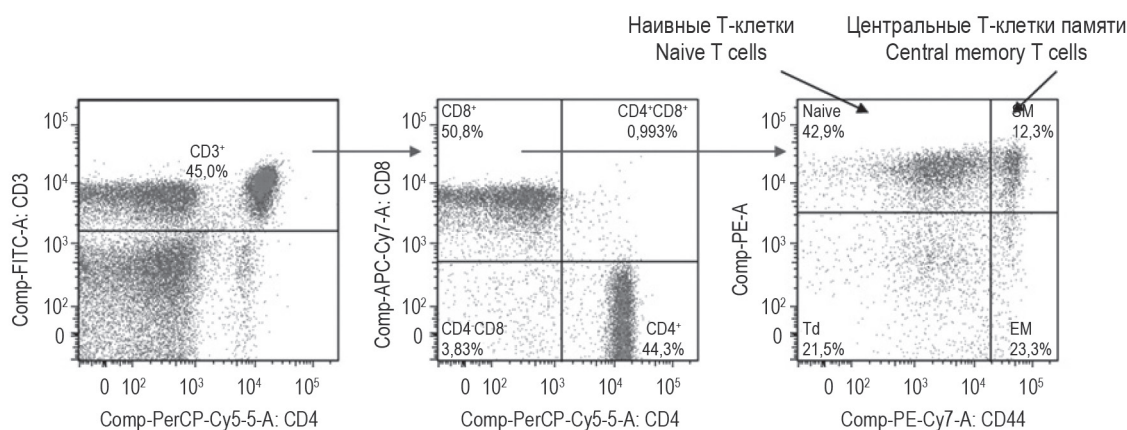 Наивные Т-клетки
Naive T cells
Центральные Т-клетки памяти
Central memory T cells
CD3⁺
45,0%
10⁵
10⁴
10³
10²
0
Comp-FITC-A: CD3
0 10² 10³ 10⁴ 10⁵
Comp-PerCP-Cy5-5-A: CD4
CD8⁺
50,8%
CD4⁺CD8⁺
0,993%
CD4⁻CD8⁻
3,83%
CD4⁺
44,3%
10⁵
10⁴
10³
10²
0
Comp-APC-Cy7-A: CD8
0 10² 10³ 10⁴ 10⁵
Comp-PerCP-Cy5-5-A: CD4
Naive
42,9%
12,3%
Td
21,5%
EM
23,3%
10⁵
10⁴
10³
10²
0
Comp-PE-A
0 10² 10³ 10⁴ 10⁵
Comp-PE-Cy7-A: CD44